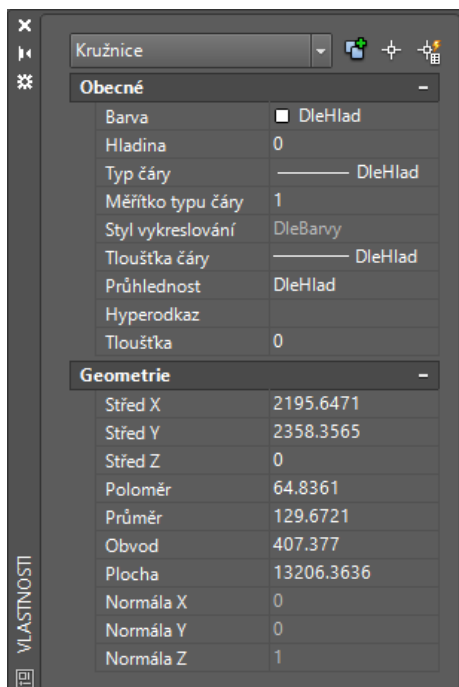 Kružnice
Obecné
Barva DleHlad
Hladina 0
Typ čáry DleHlad
Měřítko typu čáry 1
Styl vykreslování DleBarvy
Tloušťka čáry DleHlad
Průhlednost DleHlad
Hyperodkaz
Tloušťka 0
Geometrie
Střed X 2195.6471
Střed Y 2358.3565
Střed Z 0
Poloměr 64.8361
Průměr 129.6721
Obvod 407.377
Plocha 13206.3636
Normála X 0
Normála Y 0
Normála Z 1
VLASTNOSTI